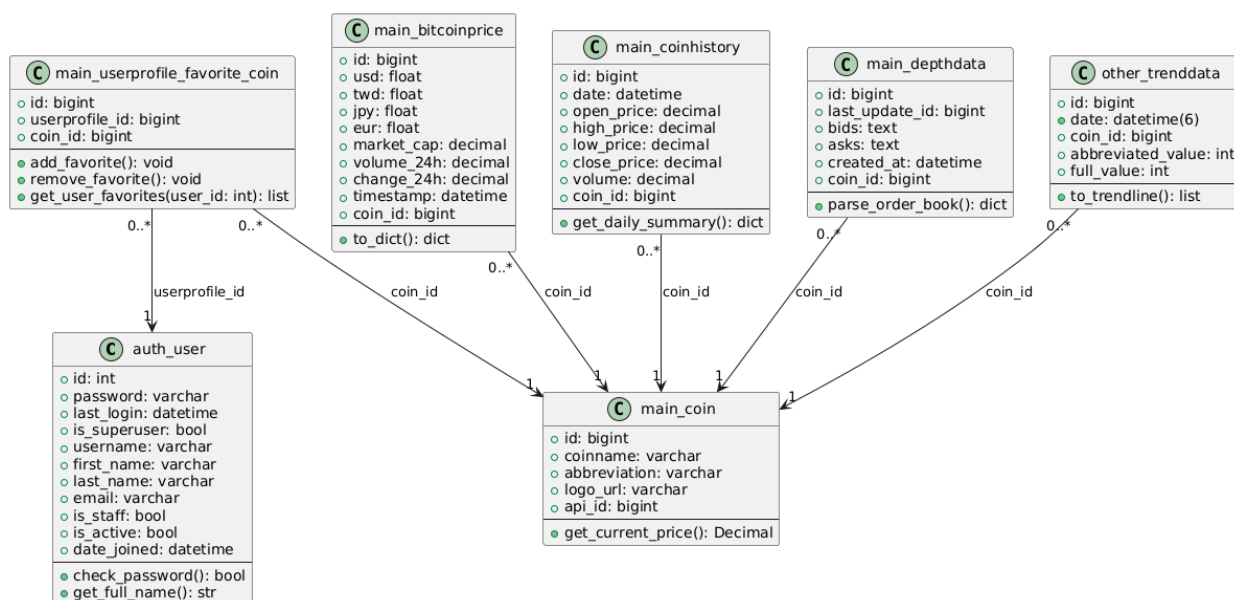 C main_userprofile_favorite_coin
id: bigint
userprofile_id: bigint
coin_id: bigint
add_favorite(): void
remove_favorite(): void
get_user_favorites(user_id: int): list
C main_bitcoinprice
id: bigint
usd: float
twd: float
jpy: float
eur: float
market_cap: decimal
volume_24h: decimal
change_24h: decimal
timestamp: datetime
coin_id: bigint
to_dict(): dict
C main_coinhistory
id: bigint
date: datetime
open_price: decimal
high_price: decimal
low_price: decimal
close_price: decimal
volume: decimal
coin_id: bigint
get_daily_summary(): dict
C main_depthdata
id: bigint
last_update_id: bigint
bids: text
asks: text
created_at: datetime
coin_id: bigint
parse_order_book(): dict
C other_trenddata
id: bigint
date: datetime(6)
coin_id: bigint
abbreviated_value: int
full_value: int
to_trendline(): list
0..*
0..*
0..*
0..*
0..*
0..*
userprofile_id
coin_id
coin_id
coin_id
coin_id
coin_id
1
1
1
1
1
1
C auth_user
id: int
password: varchar
last_login: datetime
is_superuser: bool
username: varchar
first_name: varchar
last_name: varchar
email: varchar
is_staff: bool
is_active: bool
date_joined: datetime
check_password(): bool
get_full_name(): str
C main_coin
id: bigint
coinname: varchar
abbreviation: varchar
logo_url: varchar
api_id: bigint
get_current_price(): Decimal